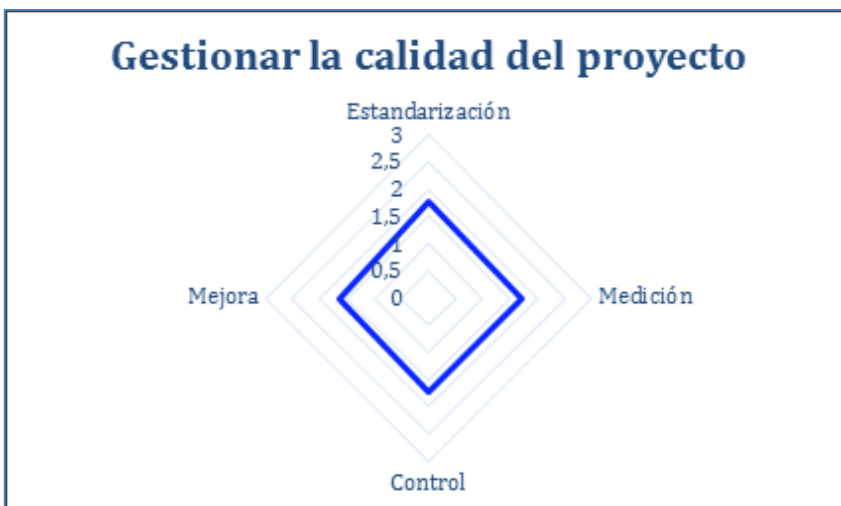 Gestionar la calidad del proyecto
Estandarización
3
2,5
2
1,5
1
0,5
0
Mejora
Medición
Control